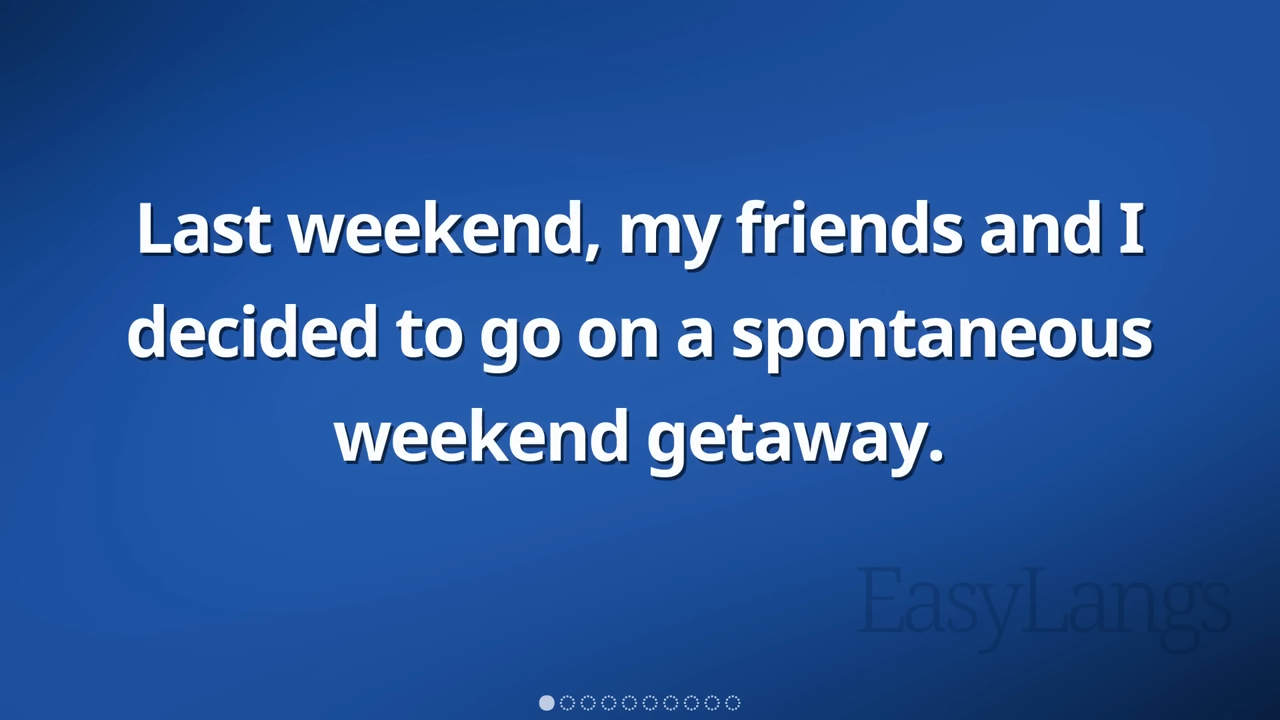 Last weekend, my friends and I
decided to go on a spontaneous
weekend getaway.
EasyLangs